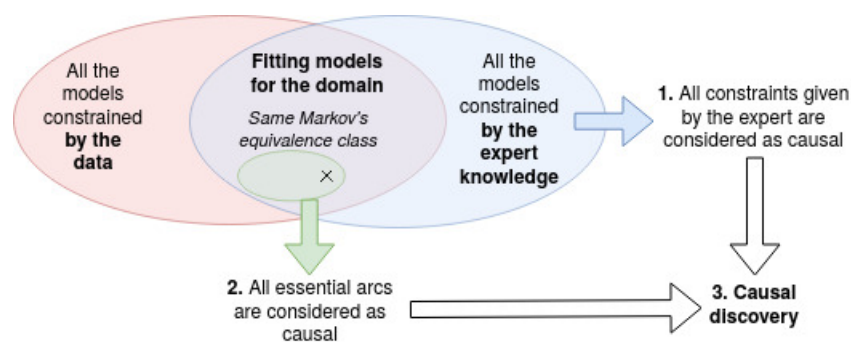 All the
models
constrained
by the
data
Fitting models
for the domain
Same Markov's
equivalence class
All the
models
constrained
by the
expert
knowledge
1. All constraints given
by the expert are
considered as causal
2. All essential arcs
are considered as
causal
3. Causal
discovery